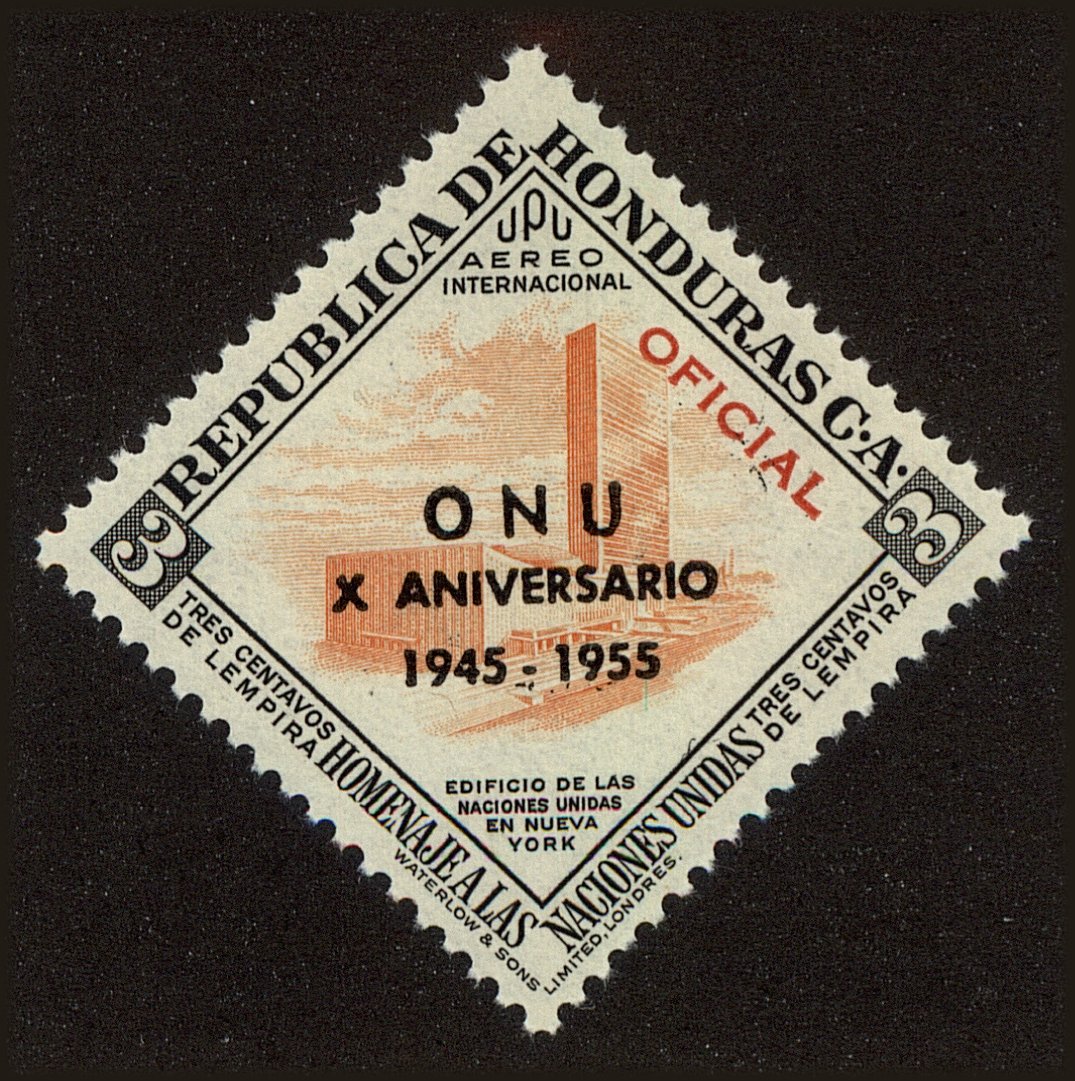 REPUBLICA DE HONDURAS C.A.
UPU
AEREO
INTERNACIONAL
OFICIAL
ONU
X ANIVERSARIO
1945-1955
3
3
TRES CENTAVOS
DE LEMPIRA
HOMENAJE A LAS NACIONES UNIDAS
TRES CENTAVOS
DE LEMPIRA
EDIFICIO DE LAS
NACIONES UNIDAS
EN NUEVA
YORK
WATERLOW & SONS LIMITED, LONDRES.